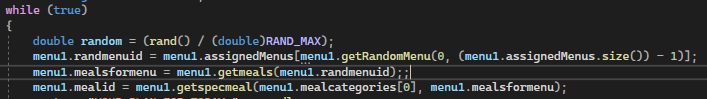 while (true)
{
double random = (rand() / (double)RAND_MAX);
menu1.randmenuid = menu1.assignedMenus[menu1.getRandomMenu(0, (menu1.assignedMenus.size()) - 1)];
menu1.mealsformenu = menu1.getmeals(menu1.randmenuid);;
menu1.mealid = menu1.getspecmeal(menu1.mealcategories[0], menu1.mealsformenu);